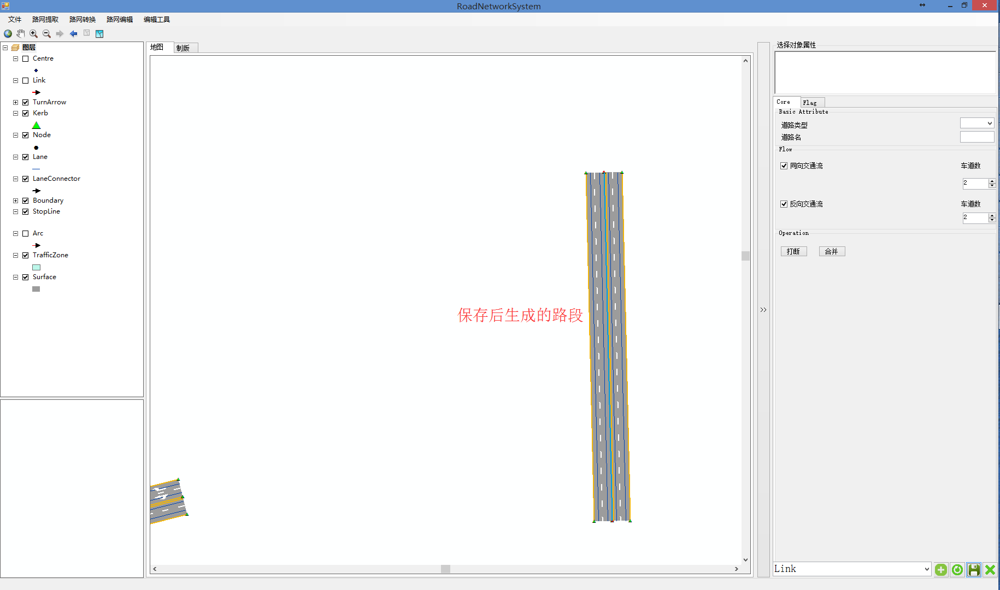 RoadNetworkSystem
文件 路网提取 路网转换 路网编辑 编辑工具
图层
Centre
Link
TurnArrow
Kerb
Node
Lane
LaneConnector
Boundary
StopLine
Arc
TrafficZone
Surface
地图 制版
保存后生成的路段
>>
选择对象属性
Core Flag
Basic Attribute
道路类型
道路名
Flow
同向交通流 车道数
2
反向交通流 车道数
2
Operation
打断 合并
Link